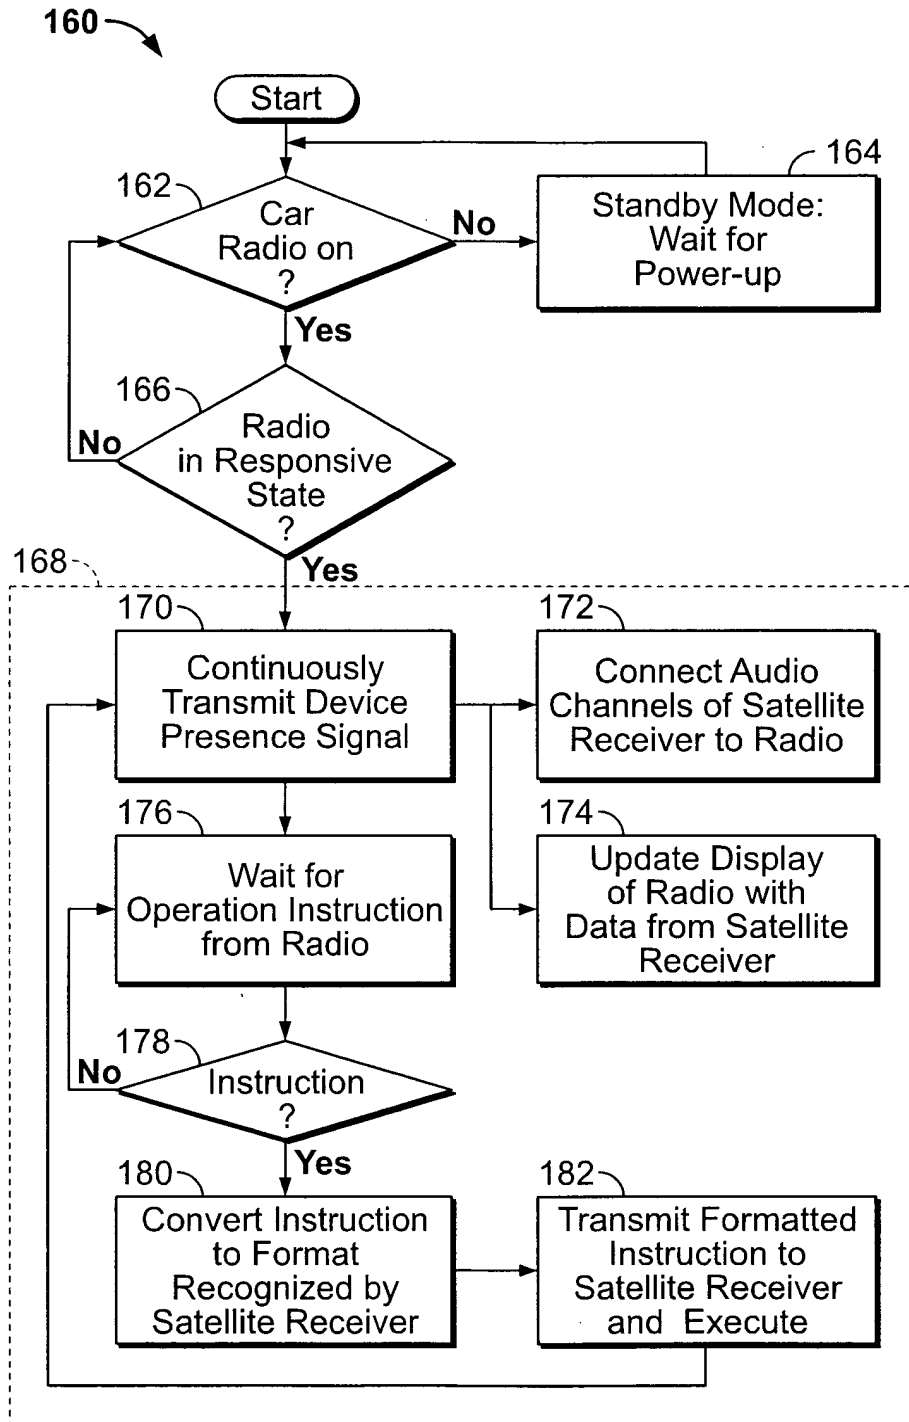 160
Start
162
Car
Radio on
?
No
164
Standby Mode:
Wait for
Power-up
Yes
166
Radio
in Responsive
State
?
No
Yes
168
170
Continuously
Transmit Device
Presence Signal
172
Connect Audio
Channels of Satellite
Receiver to Radio
174
Update Display
of Radio with
Data from Satellite
Receiver
176
Wait for
Operation Instruction
from Radio
178
Instruction
?
No
Yes
180
Convert Instruction
to Format
Recognized by
Satellite Receiver
182
Transmit Formatted
Instruction to
Satellite Receiver
and Execute